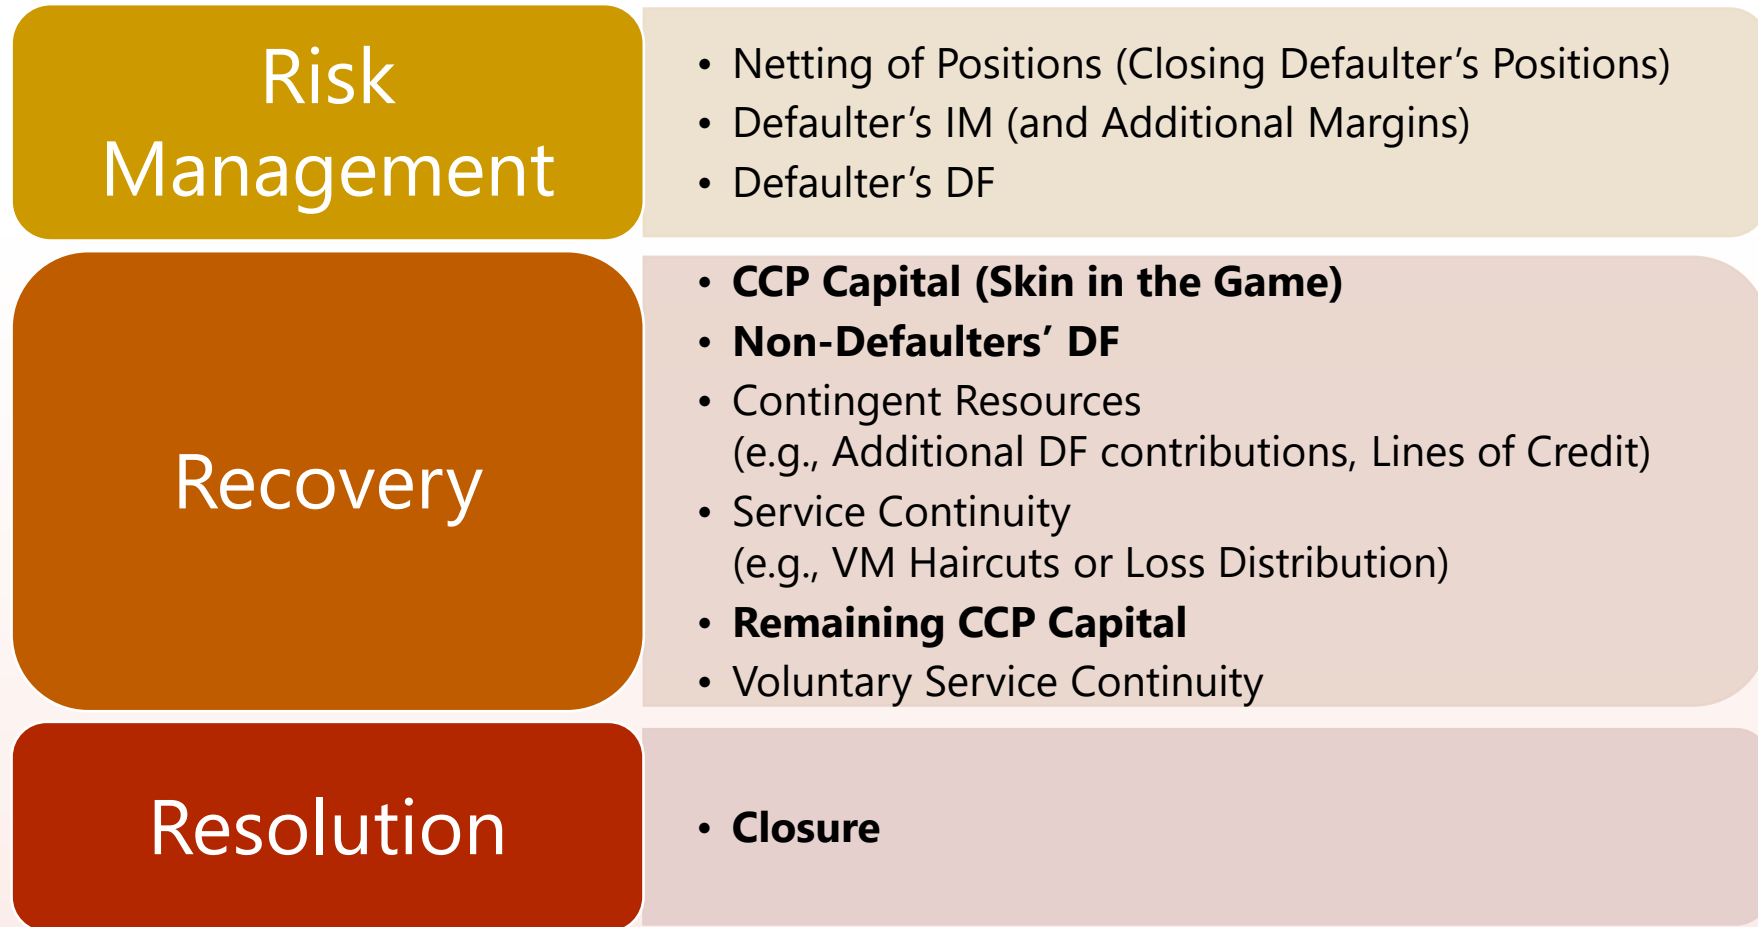 Risk
Management
• Netting of Positions (Closing Defaulter’s Positions)
• Defaulter’s IM (and Additional Margins)
• Defaulter’s DF
Recovery
• CCP Capital (Skin in the Game)
• Non-Defaulters’ DF
• Contingent Resources
(e.g., Additional DF contributions, Lines of Credit)
• Service Continuity
(e.g., VM Haircuts or Loss Distribution)
• Remaining CCP Capital
• Voluntary Service Continuity
Resolution
• Closure